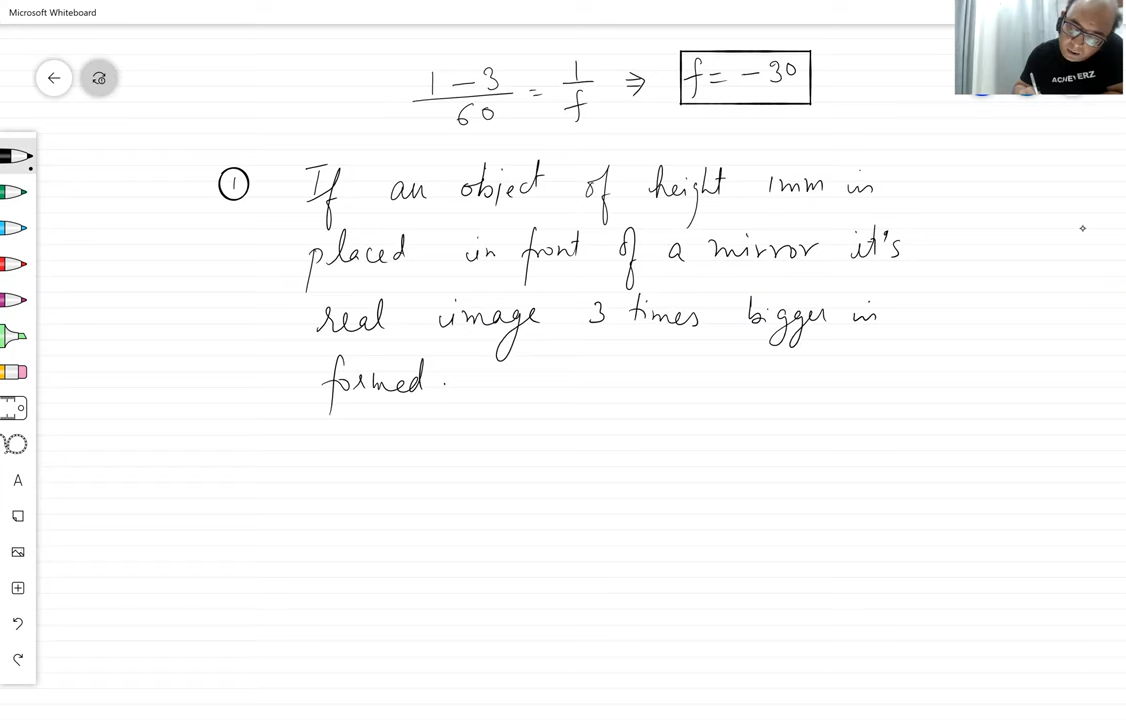 Microsoft Whiteboard
ACHIEVERZ
1 - 3 / 60 = 1 / f ⇒ f = - 30
① If an object of height 1mm is
placed in front of a mirror it's
real image 3 times bigger is
formed.
A